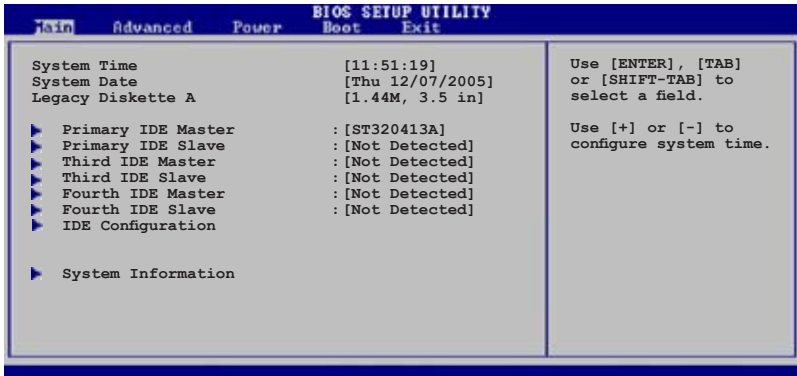 BIOS SETUP UTILITY
Main Advanced Power Boot Exit
System Time [11:51:19]
System Date [Thu 12/07/2005]
Legacy Diskette A [1.44M, 3.5 in]
Primary IDE Master :[ST320413A]
Primary IDE Slave :[Not Detected]
Third IDE Master :[Not Detected]
Third IDE Slave :[Not Detected]
Fourth IDE Master :[Not Detected]
Fourth IDE Slave :[Not Detected]
IDE Configuration
System Information
Use [ENTER], [TAB]
or [SHIFT-TAB] to
select a field.
Use [+] or [-] to
configure system time.